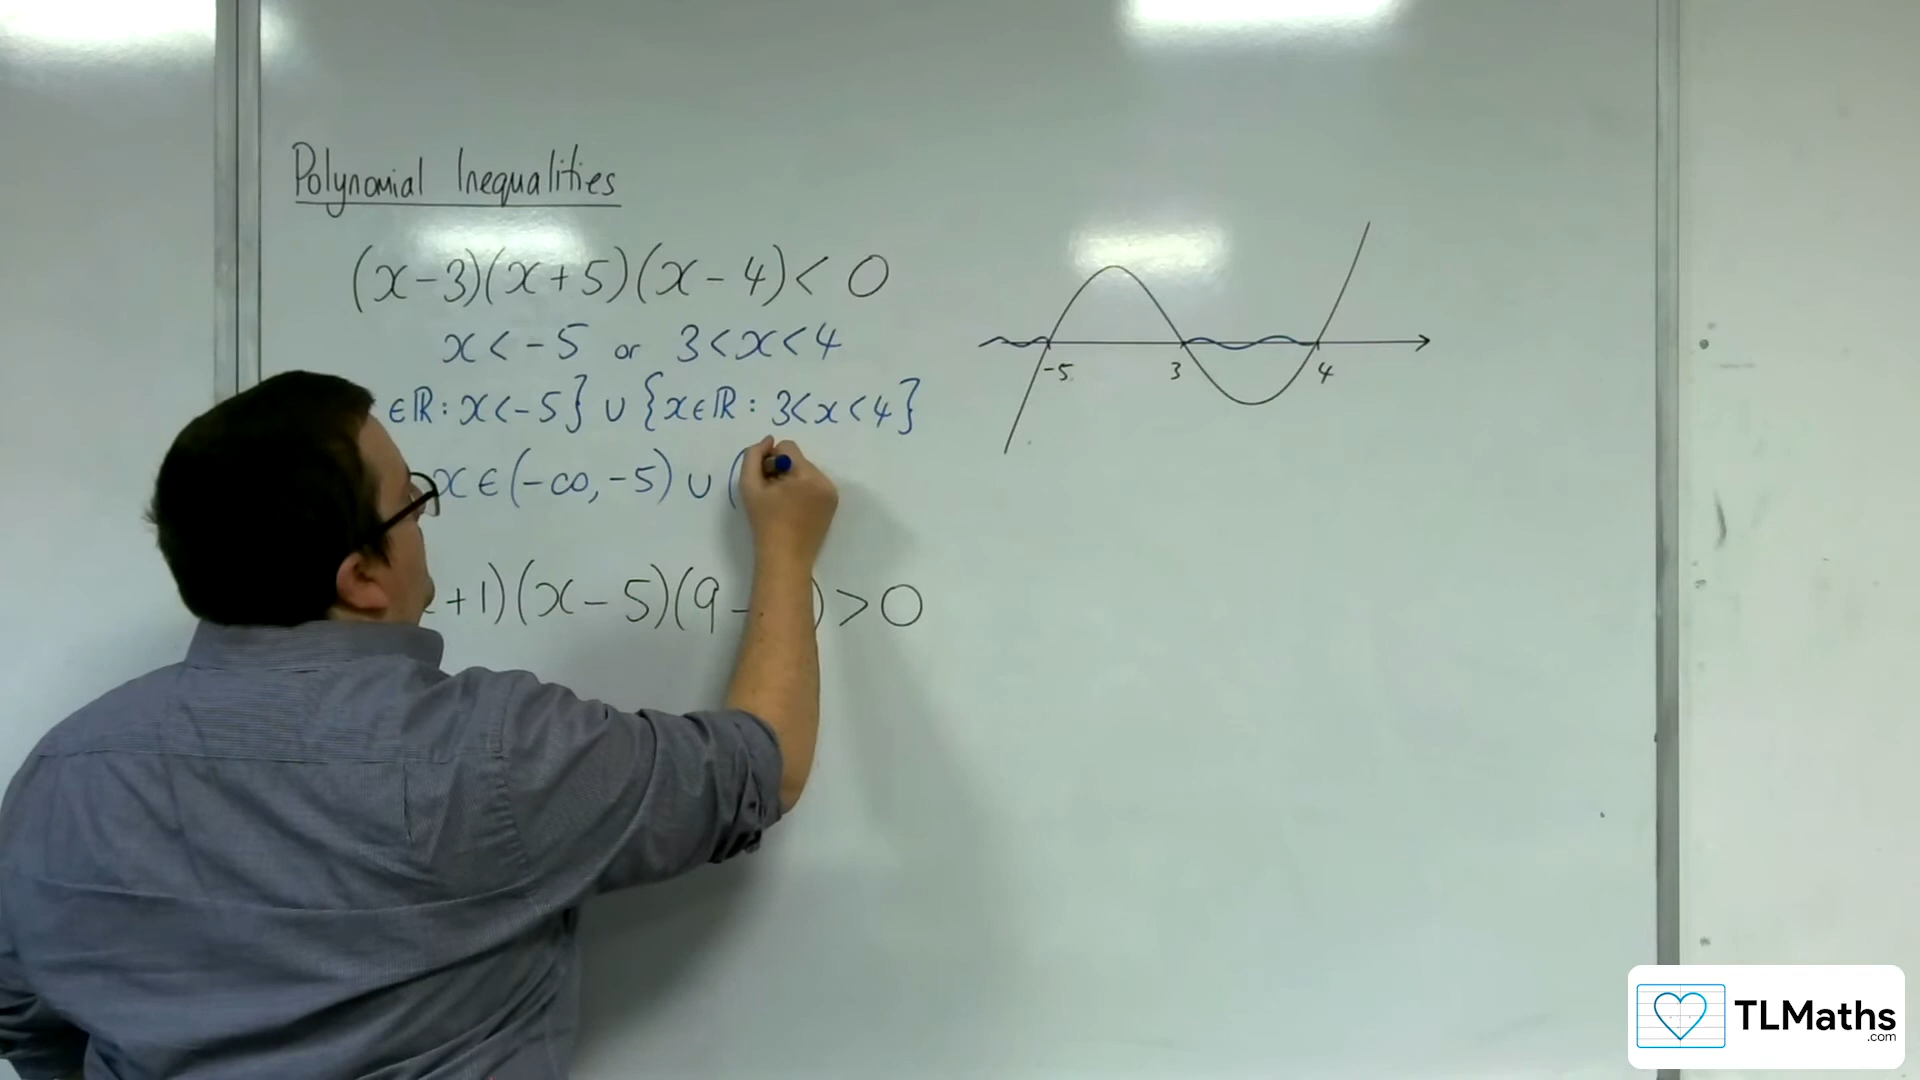 Polynomial Inequalities
(x-3)(x+5)(x-4) < 0
x < -5 or 3 < x < 4
∈ℝ : x < -5} ∪ {x∈ℝ : 3<x<4}
x ∈ (-∞, -5) ∪ (
+1)(x-5)(9- ) > 0
-5 3 4
TLMaths
.com